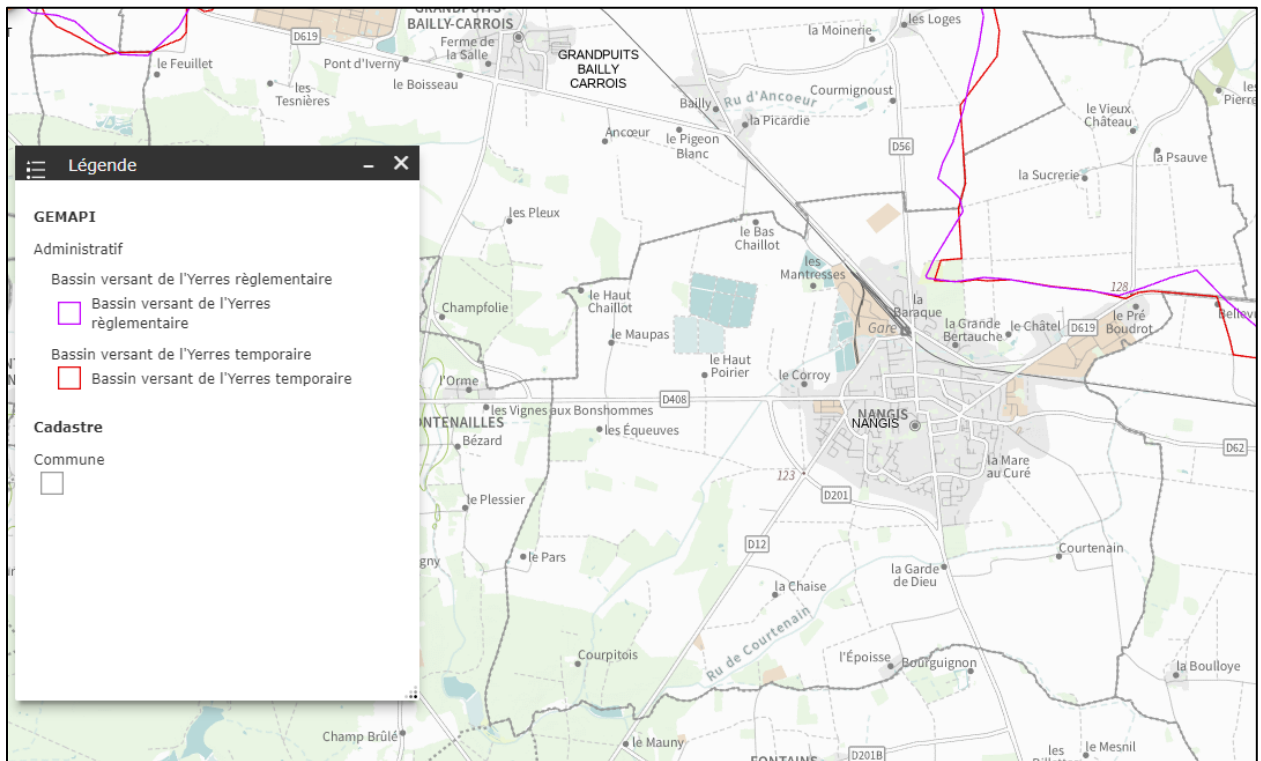 GRANDPUITS
BAILLY-CARROIS
les Loges
la Moinerie
D619
Ferme de
la Salle
le Feuillet
Pont d'Iverny
GRANDPUITS
BAILLY
CARROIS
les
Tesnières
le Boisseau
Courmignoust
Bailly
Ru d'Ancoeur
la Picardie
le Vieux
Château
Pierre
Ancœur
le Pigeon
Blanc
D56
la Psauve
la Sucrerie
Légende
GEMAPI
Administratif
Bassin versant de l'Yerres règlementaire
Bassin versant de l'Yerres
règlementaire
Bassin versant de l'Yerres temporaire
Bassin versant de l'Yerres temporaire
Cadastre
Commune
les Pleux
le Bas
Chaillot
les
Mantresses
Champfolie
le Haut
Chaillot
la
Baraque
128
le Pré
Boudrot
Gare
la Grande
Bertauche
le Châtel
D619
Bellev
le Maupas
le Haut
Poirier
le Corroy
l'Orme
les Vignes aux Bonshommes
D408
NANGIS
NANGIS
ONTENAILLES
les Équeuves
Bézard
D62
la Mare
au Curé
123
D201
le Plessier
D12
le Pars
gny
Courtenain
la Garde
de Dieu
la Chaise
Ru de Courtenain
Courpitois
l'Époisse
Bourguignon
la Boulloye
Champ Brûlé
le Mauny
FONTAINS
D201B
les
le Mesnil